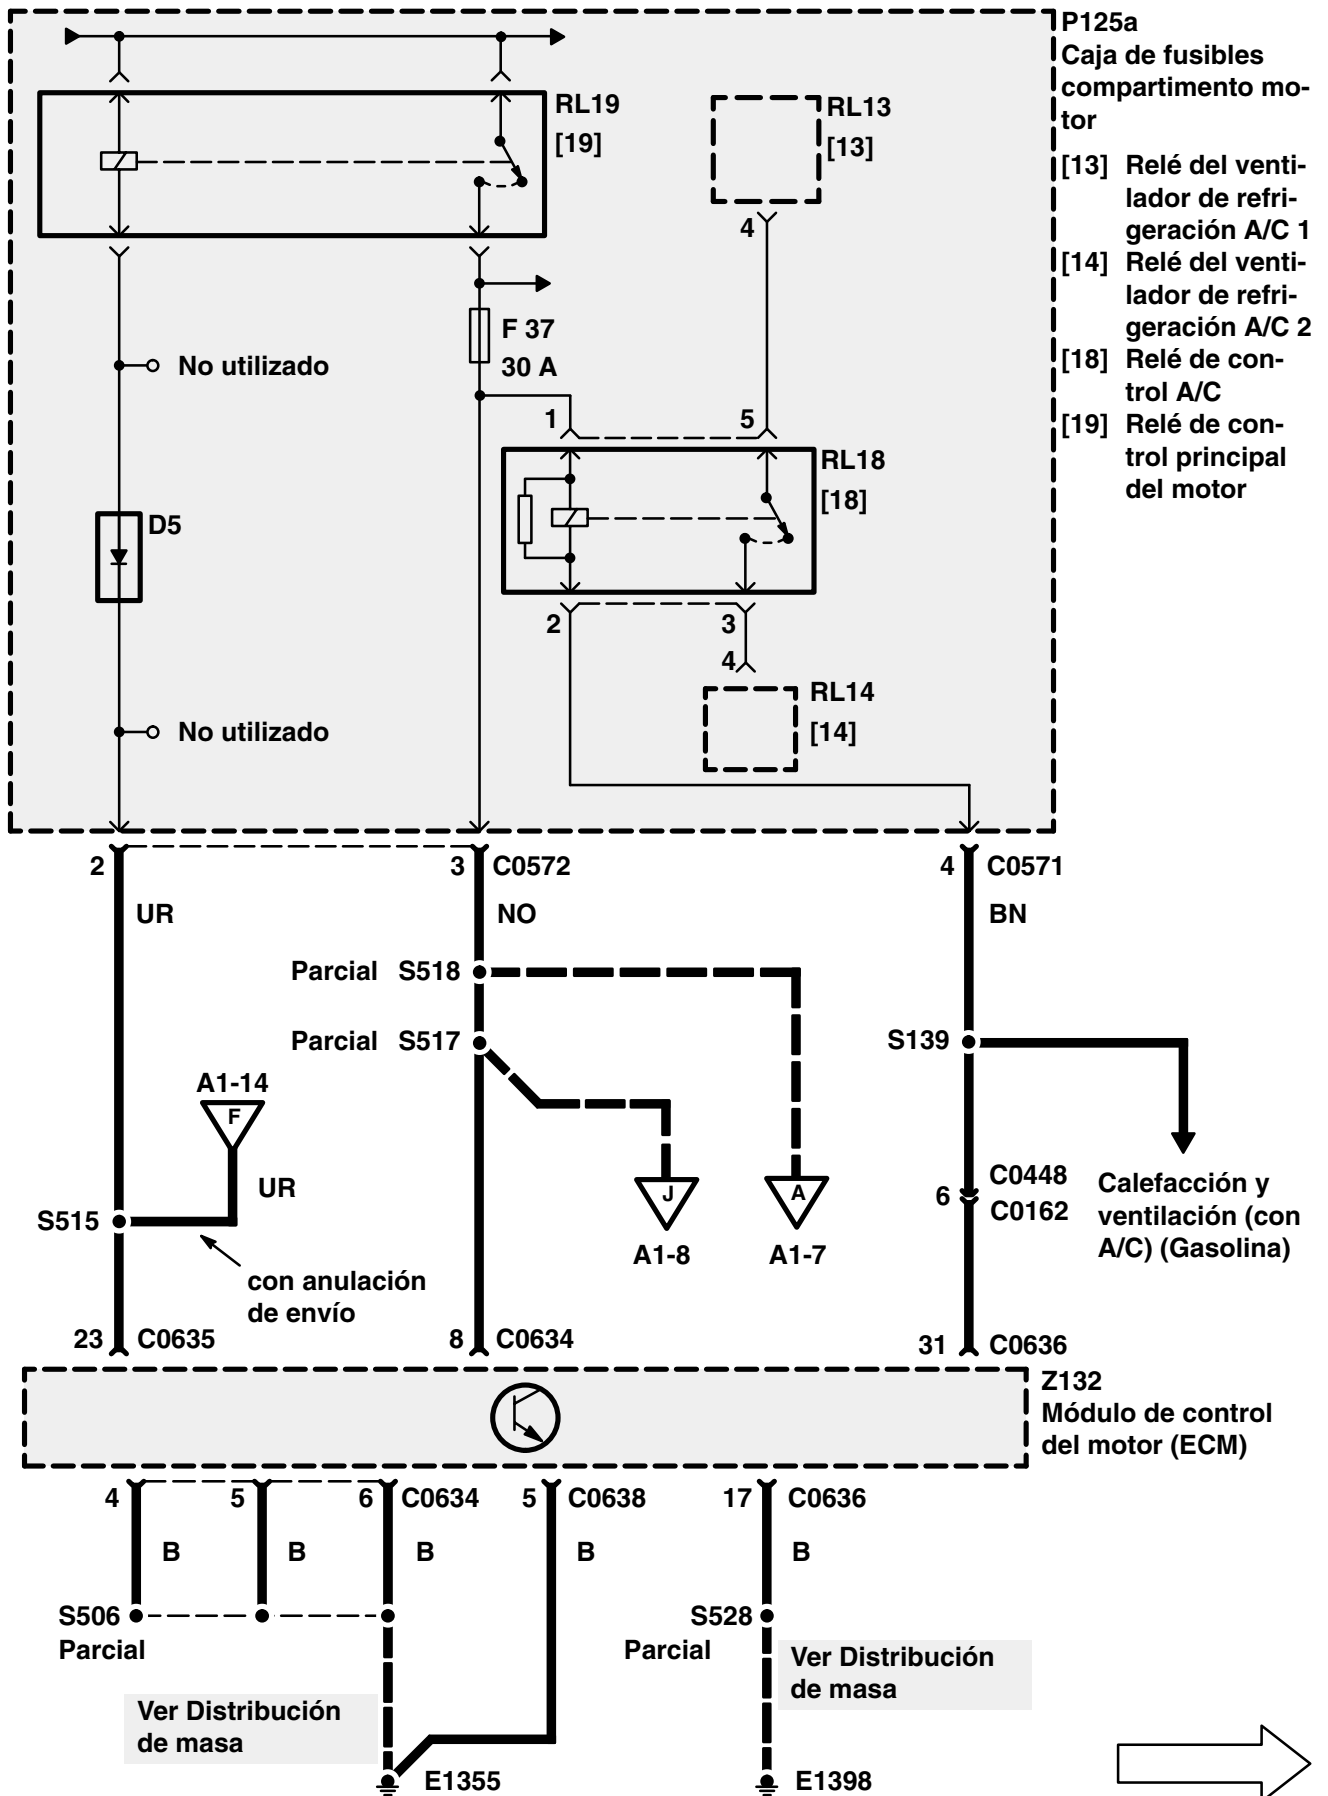 P125a
Caja de fusibles
compartimento mo-
tor
[13] Relé del venti-
lador de refri-
geración A/C 1
[14] Relé del venti-
lador de refri-
geración A/C 2
[18] Relé de con-
trol A/C
[19] Relé de con-
trol principal
del motor
RL19
[19]
RL13
[13]
4
F 37
30 A
No utilizado
1
5
RL18
[18]
D5
2
3
4
RL14
[14]
No utilizado
2
3 C0572
4 C0571
UR
NO
BN
Parcial S518
Parcial S517
S139
A1-14
F
UR
S515
J
A
A1-8
A1-7
6
C0448
C0162
Calefacción y
ventilación (con
A/C) (Gasolina)
con anulación
de envío
23 C0635
8 C0634
31 C0636
Z132
Módulo de control
del motor (ECM)
4
5
6 C0634
5 C0638
17 C0636
B
B
B
B
B
S506
Parcial
S528
Parcial
Ver Distribución
de masa
Ver Distribución
de masa
E1355
E1398